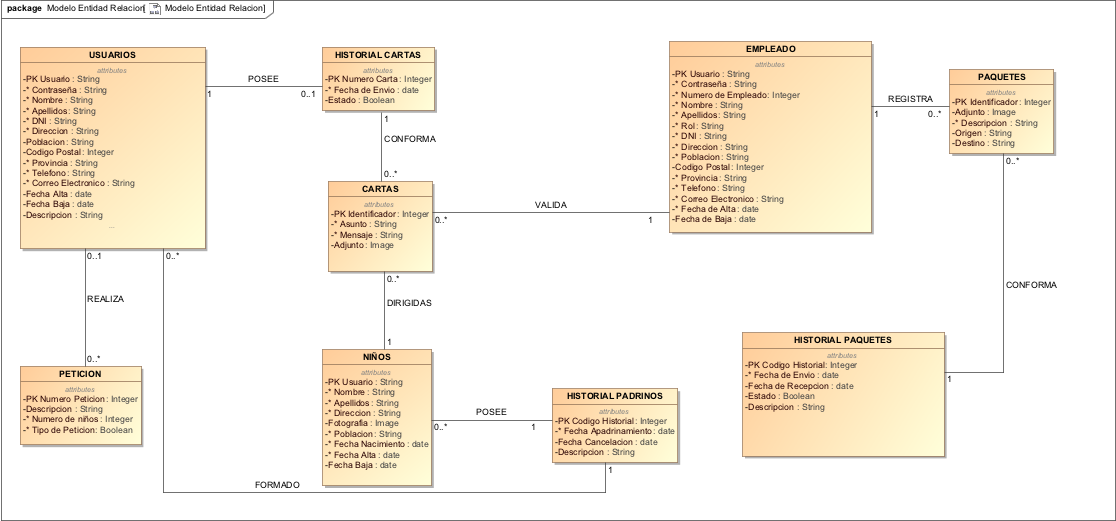 package Modelo Entidad Relacion[ Modelo Entidad Relacion]
USUARIOS
attributes
-PK Usuario : String
-* Contraseña : String
-* Nombre : String
-* Apellidos : String
-* DNI : String
-* Direccion : String
-Poblacion : String
-Codigo Postal : Integer
-* Provincia : String
-* Telefono : String
-* Correo Electronico : String
-Fecha Alta : date
-Fecha Baja : date
-Descripcion : String
...
POSEE
1
0..1
HISTORIAL CARTAS
attributes
-PK Numero Carta : Integer
-* Fecha de Envio : date
-Estado : Boolean
1
CONFORMA
0..*
CARTAS
attributes
-PK Identificador : Integer
-* Asunto : String
-* Mensaje : String
-Adjunto : Image
0..*
VALIDA
1
EMPLEADO
attributes
-PK Usuario : String
-* Contraseña : String
-* Numero de Empleado : Integer
-* Nombre : String
-* Apellidos : String
-* Rol : String
-* DNI : String
-* Direccion : String
-* Poblacion : String
-Codigo Postal : Integer
-* Provincia : String
-* Telefono : String
-* Correo Electronico : String
-* Fecha de Alta : date
-Fecha de Baja : date
REGISTRA
1
0..*
PAQUETES
attributes
-PK Identificador : Integer
-Adjunto : Image
-* Descripcion : String
-Origen : String
-Destino : String
0..*
CONFORMA
1
HISTORIAL PAQUETES
attributes
-PK Codigo Historial : Integer
-* Fecha de Envio : date
-Fecha de Recepcion : date
-Estado : Boolean
-Descripcion : String
0..1
0..*
REALIZA
0..*
PETICION
attributes
-PK Numero Peticion : Integer
-Descripcion : String
-* Numero de niños : Integer
-* Tipo de Peticion : Boolean
0..*
DIRIGIDAS
1
NIÑOS
attributes
-PK Usuario : String
-* Nombre : String
-* Apellidos : String
-* Direccion : String
-Fotografia : Image
-* Poblacion : String
-* Fecha Nacimiento : date
-* Fecha Alta : date
-Fecha Baja : date
POSEE
0..*
1
HISTORIAL PADRINOS
attributes
-PK Codigo Historial : Integer
-* Fecha Apadrinamiento : date
-Fecha Cancelacion : date
-Descripcion : String
1
FORMADO